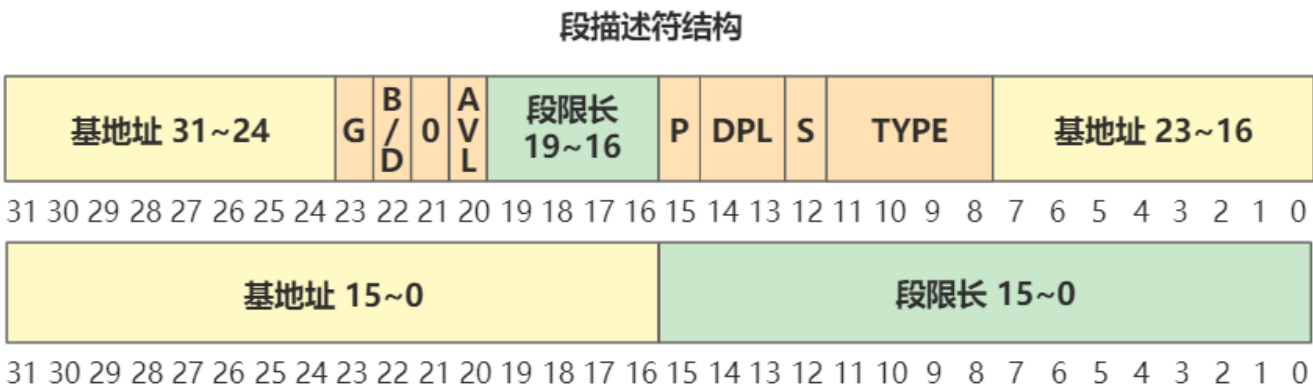 段描述符结构
基地址 31~24 G B/D 0 AVL 段限长 19~16 P DPL S TYPE 基地址 23~16
31 30 29 28 27 26 25 24 23 22 21 20 19 18 17 16 15 14 13 12 11 10 9 8 7 6 5 4 3 2 1 0
基地址 15~0 段限长 15~0
31 30 29 28 27 26 25 24 23 22 21 20 19 18 17 16 15 14 13 12 11 10 9 8 7 6 5 4 3 2 1 0